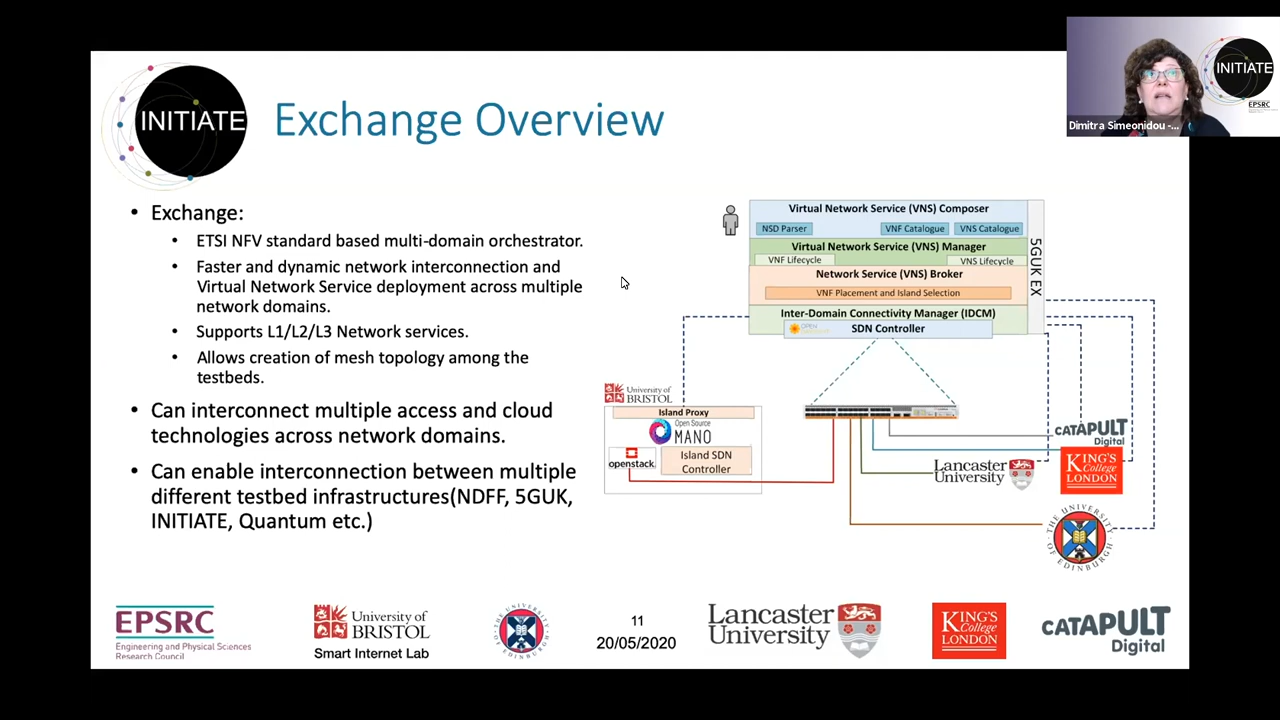 INITIATE
Exchange Overview
INITIATE
EPSRC
Dimitra Simeonidou -...
• Exchange:
• ETSI NFV standard based multi-domain orchestrator.
• Faster and dynamic network interconnection and
Virtual Network Service deployment across multiple
network domains.
• Supports L1/L2/L3 Network services.
• Allows creation of mesh topology among the
testbeds.
• Can interconnect multiple access and cloud
technologies across network domains.
• Can enable interconnection between multiple
different testbed infrastructures(NDFF, 5GUK,
INITIATE, Quantum etc.)
Virtual Network Service (VNS) Composer
NSD Parser
VNF Catalogue
VNS Catalogue
Virtual Network Service (VNS) Manager
VNF Lifecycle
VNS Lifecycle
Network Service (VNS) Broker
VNF Placement and Island Selection
Inter-Domain Connectivity Manager (IDCM)
SDN Controller
5GUK EX
University of
BRISTOL
Island Proxy
Open Source
MANO
openstack.
Island SDN
Controller
CATAPULT
Digital
Lancaster
University
KING'S
College
LONDON
THE UNIVERSITY
OF EDINBURGH
EPSRC
Engineering and Physical Sciences
Research Council
University of
BRISTOL
Smart Internet Lab
THE UNIVERSITY
OF EDINBURGH
11
20/05/2020
Lancaster
University
KING'S
College
LONDON
CATAPULT
Digital